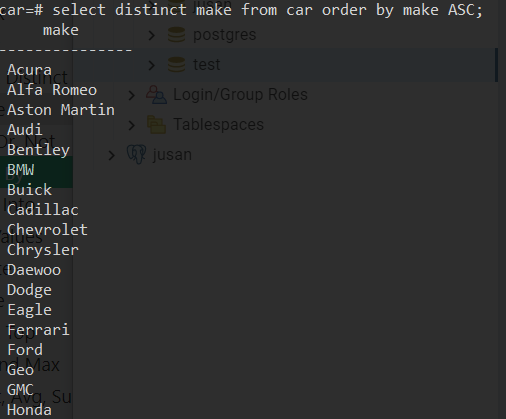 car=# select distinct make from car order by make ASC;
make
---------------
Acura
Alfa Romeo
Aston Martin
Audi
Bentley
BMW
Buick
Cadillac
Chevrolet
Chrysler
Daewoo
Dodge
Eagle
Ferrari
Ford
Geo
GMC
Honda
postgres
test
Login/Group Roles
Tablespaces
jusan